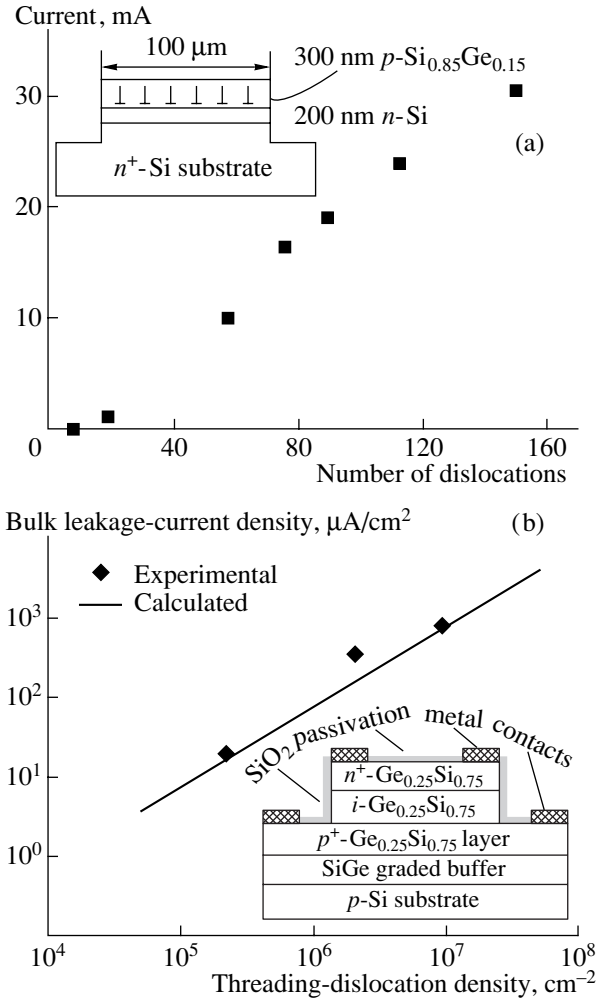 Current, mA
30
20
10
0
40
80
120
160
Number of dislocations
100 μm
300 nm p-Si0.85Ge0.15
200 nm n-Si
n+-Si substrate
(a)
Bulk leakage-current density, μA/cm–2
(b)
Experimental
Calculated
10³
10²
10¹
10⁰
10⁴
10⁵
10⁶
10⁷
10⁸
Threading-dislocation density, cm–2
SiO2 passivation
metal contacts
n+-Ge0.25Si0.75
i-Ge0.25Si0.75
p+-Ge0.25Si0.75 layer
SiGe graded buffer
p-Si substrate